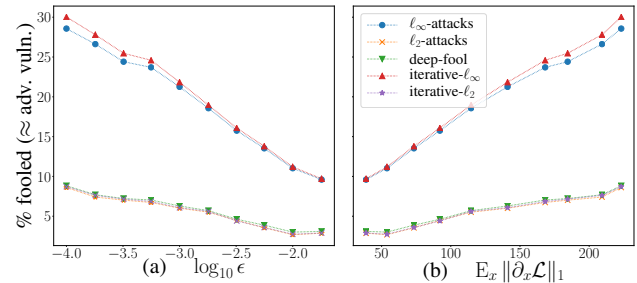 % fooled (≈ adv. vuln.)
30
25
20
15
10
5
−4.0 −3.5 −3.0 −2.5 −2.0
(a) log₁₀ ϵ
ℓ∞-attacks
ℓ₂-attacks
deep-fool
iterative-ℓ∞
iterative-ℓ₂
50 100 150 200
(b) 𝔼ₓ ‖∂ₓℒ‖₁